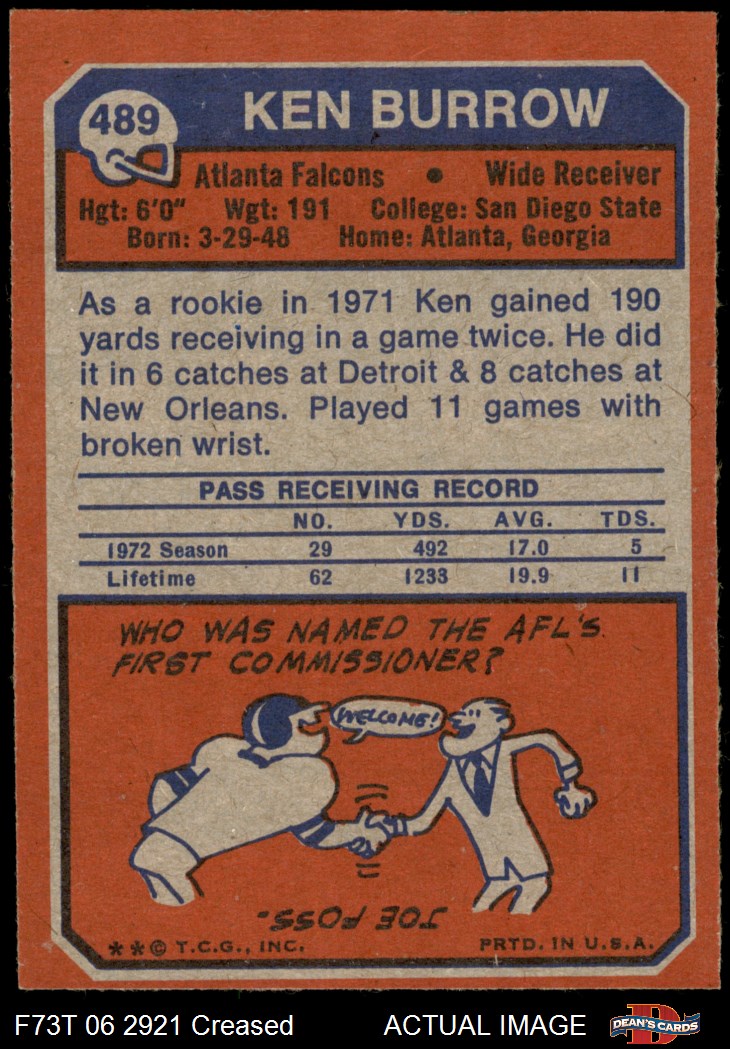 489
KEN BURROW
Atlanta Falcons • Wide Receiver
Hgt: 6'0" Wgt: 191 College: San Diego State
Born: 3-29-48 Home: Atlanta, Georgia
As a rookie in 1971 Ken gained 190
yards receiving in a game twice. He did
it in 6 catches at Detroit & 8 catches at
New Orleans. Played 11 games with
broken wrist.
PASS RECEIVING RECORD
NO. YDS. AVG. TDS.
1972 Season 29 492 17.0 5
Lifetime 62 1233 19.9 11
WHO WAS NAMED THE AFL'S
FIRST COMMISSIONER?
WELCOME!
JOE FOSS.
**© T.C.G., INC. PRTD. IN U.S.A.
F73T 06 2921 Creased ACTUAL IMAGE
D
DEAN'S CARDS